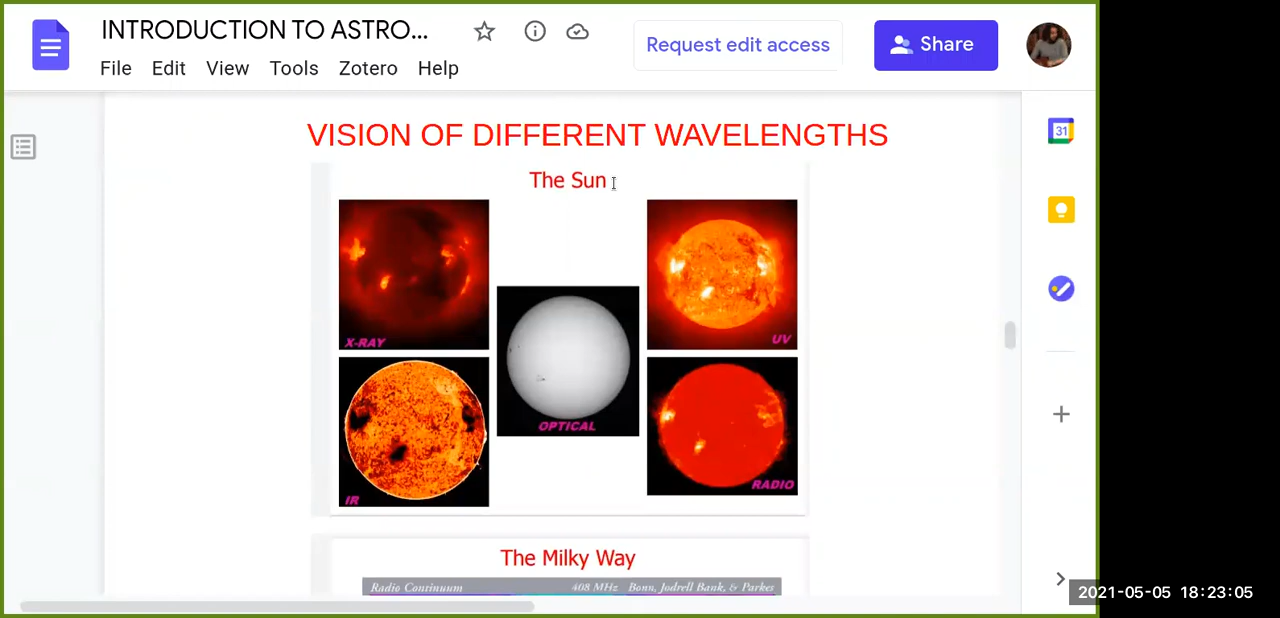 INTRODUCTION TO ASTRO...
Request edit access
Share
File Edit View Tools Zotero Help
31
VISION OF DIFFERENT WAVELENGTHS
The Sun
X-RAY
UV
OPTICAL
IR
RADIO
The Milky Way
Radio Continuum 408 MHz Bonn, Jodrell Bank, & Parkes
2021-05-05 18:23:05